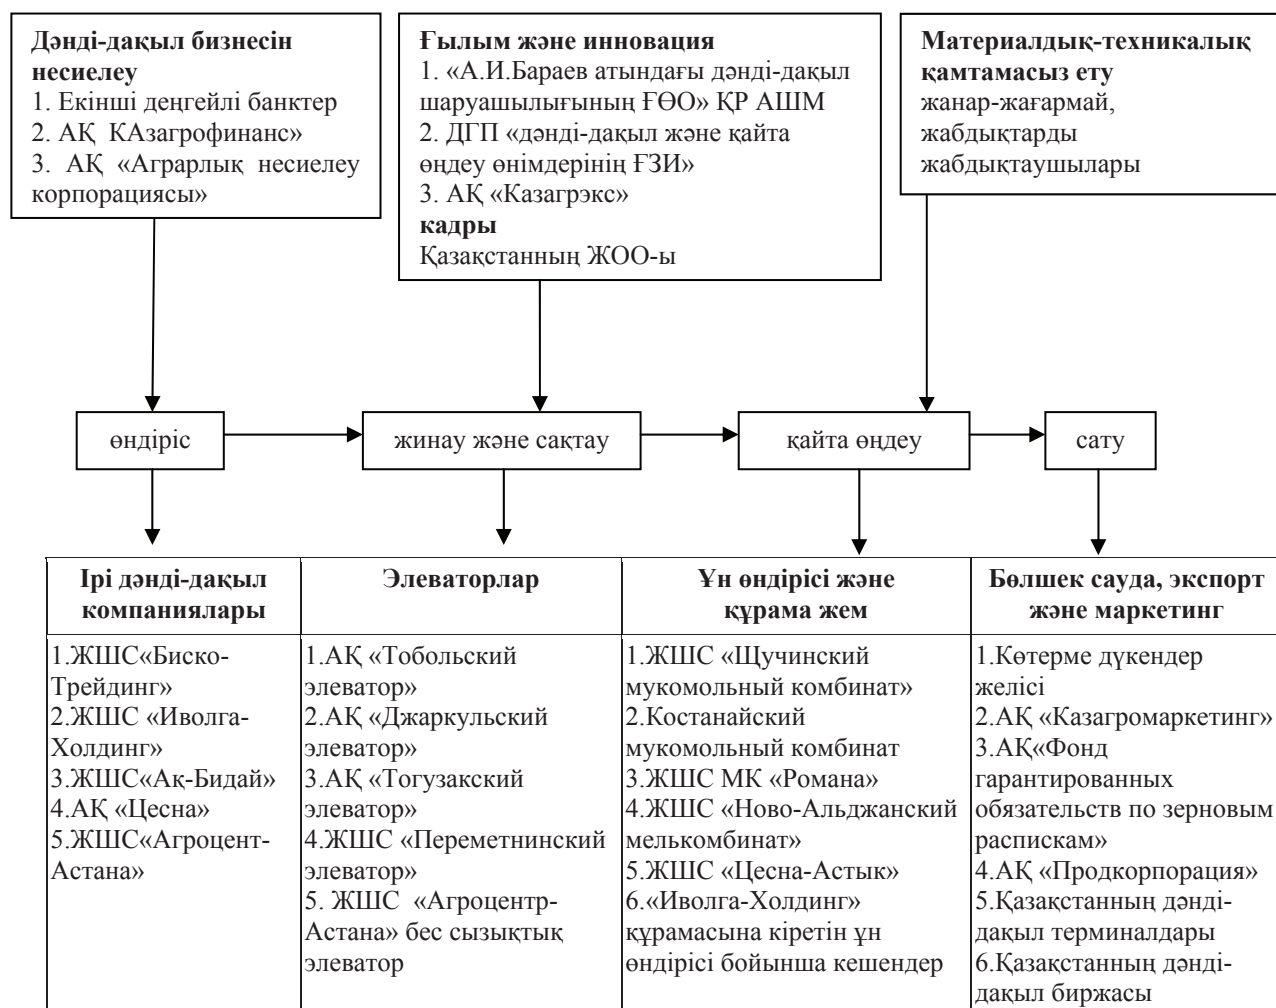 Дәнді-дақыл бизнесін
несиелеу
1. Екінші деңгейлі банктер
2. АҚ КАзагрофинанс»
3. АҚ «Аграрлық несиелеу
корпорациясы»
Ғылым және инновация
1. «А.И.Бараев атындағы дәнді-дақыл
шаруашылығының ҒӨО» ҚР АШМ
2. ДГП «дәнді-дақыл және қайта
өңдеу өнімдерінің ҒЗИ»
3. АҚ «Казагрэкс»
кадры
Қазақстанның ЖОО-ы
Материалдық-техникалық
қамтамасыз ету
жанар-жағармай,
жабдықтарды
жабдықтаушылары
өндіріс
жинау және сақтау
қайта өңдеу
сату
Ірі дәнді-дақыл
компаниялары
1.ЖШС«Биско-
Трейдинг»
2.ЖШС «Иволга-
Холдинг»
3.ЖШС«Ақ-Бидай»
4.АҚ «Цесна»
5.ЖШС«Агроцент-
Астана»
Элеваторлар
1.АҚ «Тобольский
элеватор»
2.АҚ «Джаркульский
элеватор»
3.АҚ «Тогузакский
элеватор»
4.ЖШС «Переметнинский
элеватор»
5. ЖШС «Агроцентр-
Астана» бес сызықтық
элеватор
Ұн өндірісі және
құрама жем
1.ЖШС «Щучинский
мукомольный комбинат»
2.Костанайский
мукомольный комбинат
3.ЖШС МК «Романа»
4.ЖШС «Ново-Альджанский
мелькомбинат»
5.ЖШС «Цесна-Астык»
6.«Иволга-Холдинг»
құрамасына кіретін ұн
өндірісі бойынша кешендер
Бөлшек сауда, экспорт
және маркетинг
1.Көтерме дүкендер
желісі
2.АҚ «Казагромаркетинг»
3.АҚ«Фонд
гарантированных
обязательств по зерновым
распискам»
4.АҚ «Продкорпорация»
5.Қазақстанның дәнді-
дақыл терминалдары
6.Қазақстанның дәнді-
дақыл биржасы